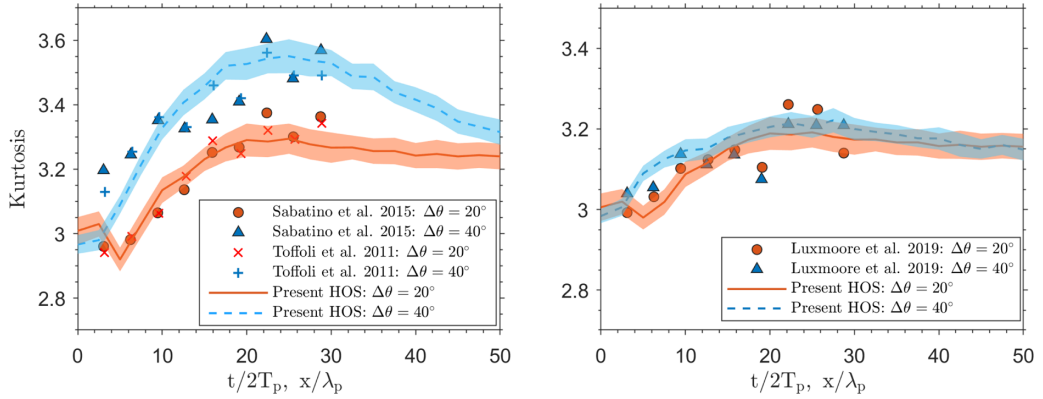 3.6
3.4
3.2
3
2.8
Kurtosis
0 10 20 30 40 50
t/2T_p, x/λ_p
Sabatino et al. 2015: Δθ = 20°
Sabatino et al. 2015: Δθ = 40°
Toffoli et al. 2011: Δθ = 20°
Toffoli et al. 2011: Δθ = 40°
Present HOS: Δθ = 20°
Present HOS: Δθ = 40°
3.4
3.2
3
2.8
0 10 20 30 40 50
t/2T_p, x/λ_p
Luxmoore et al. 2019: Δθ = 20°
Luxmoore et al. 2019: Δθ = 40°
Present HOS: Δθ = 20°
Present HOS: Δθ = 40°